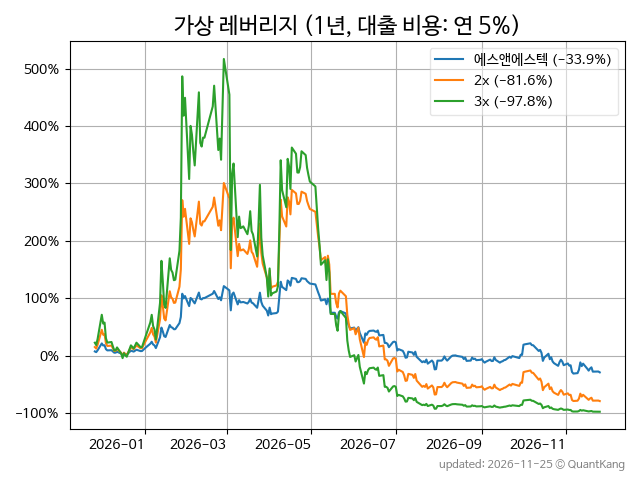 가상 레버리지 (1년, 대출 비용: 연 5%)
에스앤에스텍 (-33.9%)
2x (-81.6%)
3x (-97.8%)
500%
400%
300%
200%
100%
0%
-100%
2026-01
2026-03
2026-05
2026-07
2026-09
2026-11
updated: 2026-11-25 © QuantKang